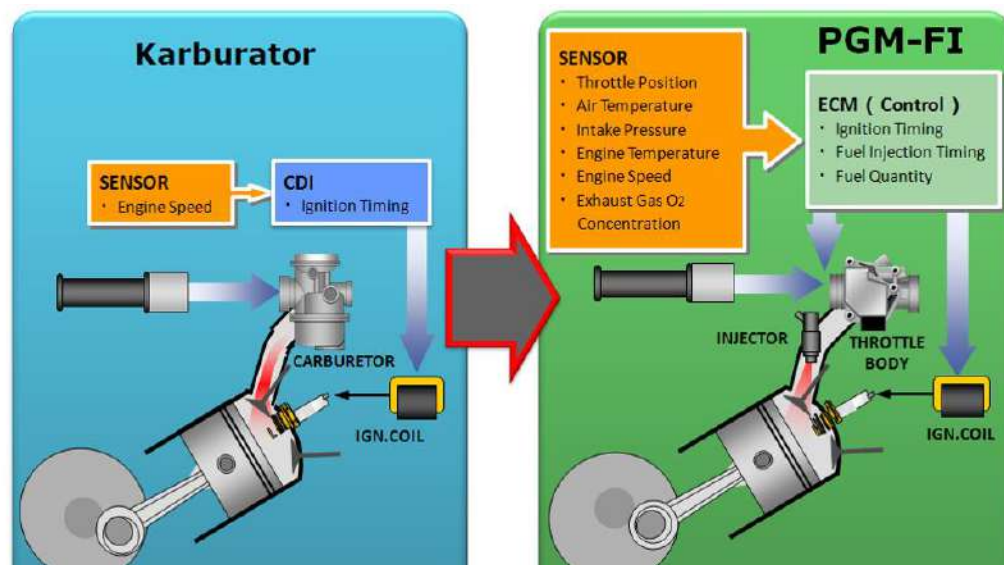 Karburator
SENSOR
· Engine Speed
CDI
· Ignition Timing
CARBURETOR
IGN.COIL
PGM-FI
SENSOR
· Throttle Position
· Air Temperature
· Intake Pressure
· Engine Temperature
· Engine Speed
· Exhaust Gas O2
Concentration
ECM ( Control )
· Ignition Timing
· Fuel Injection Timing
· Fuel Quantity
INJECTOR
THROTTLE
BODY
IGN.COIL